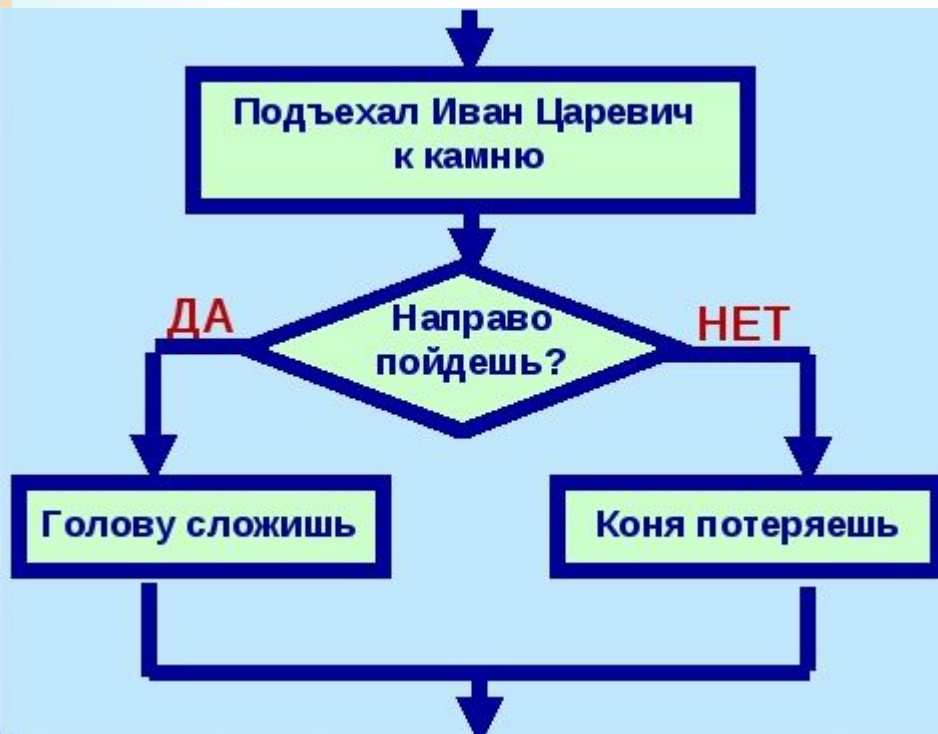 Подъехал Иван Царевич
к камню
Направо
пойдешь?
ДА
НЕТ
Голову сложишь
Коня потеряешь